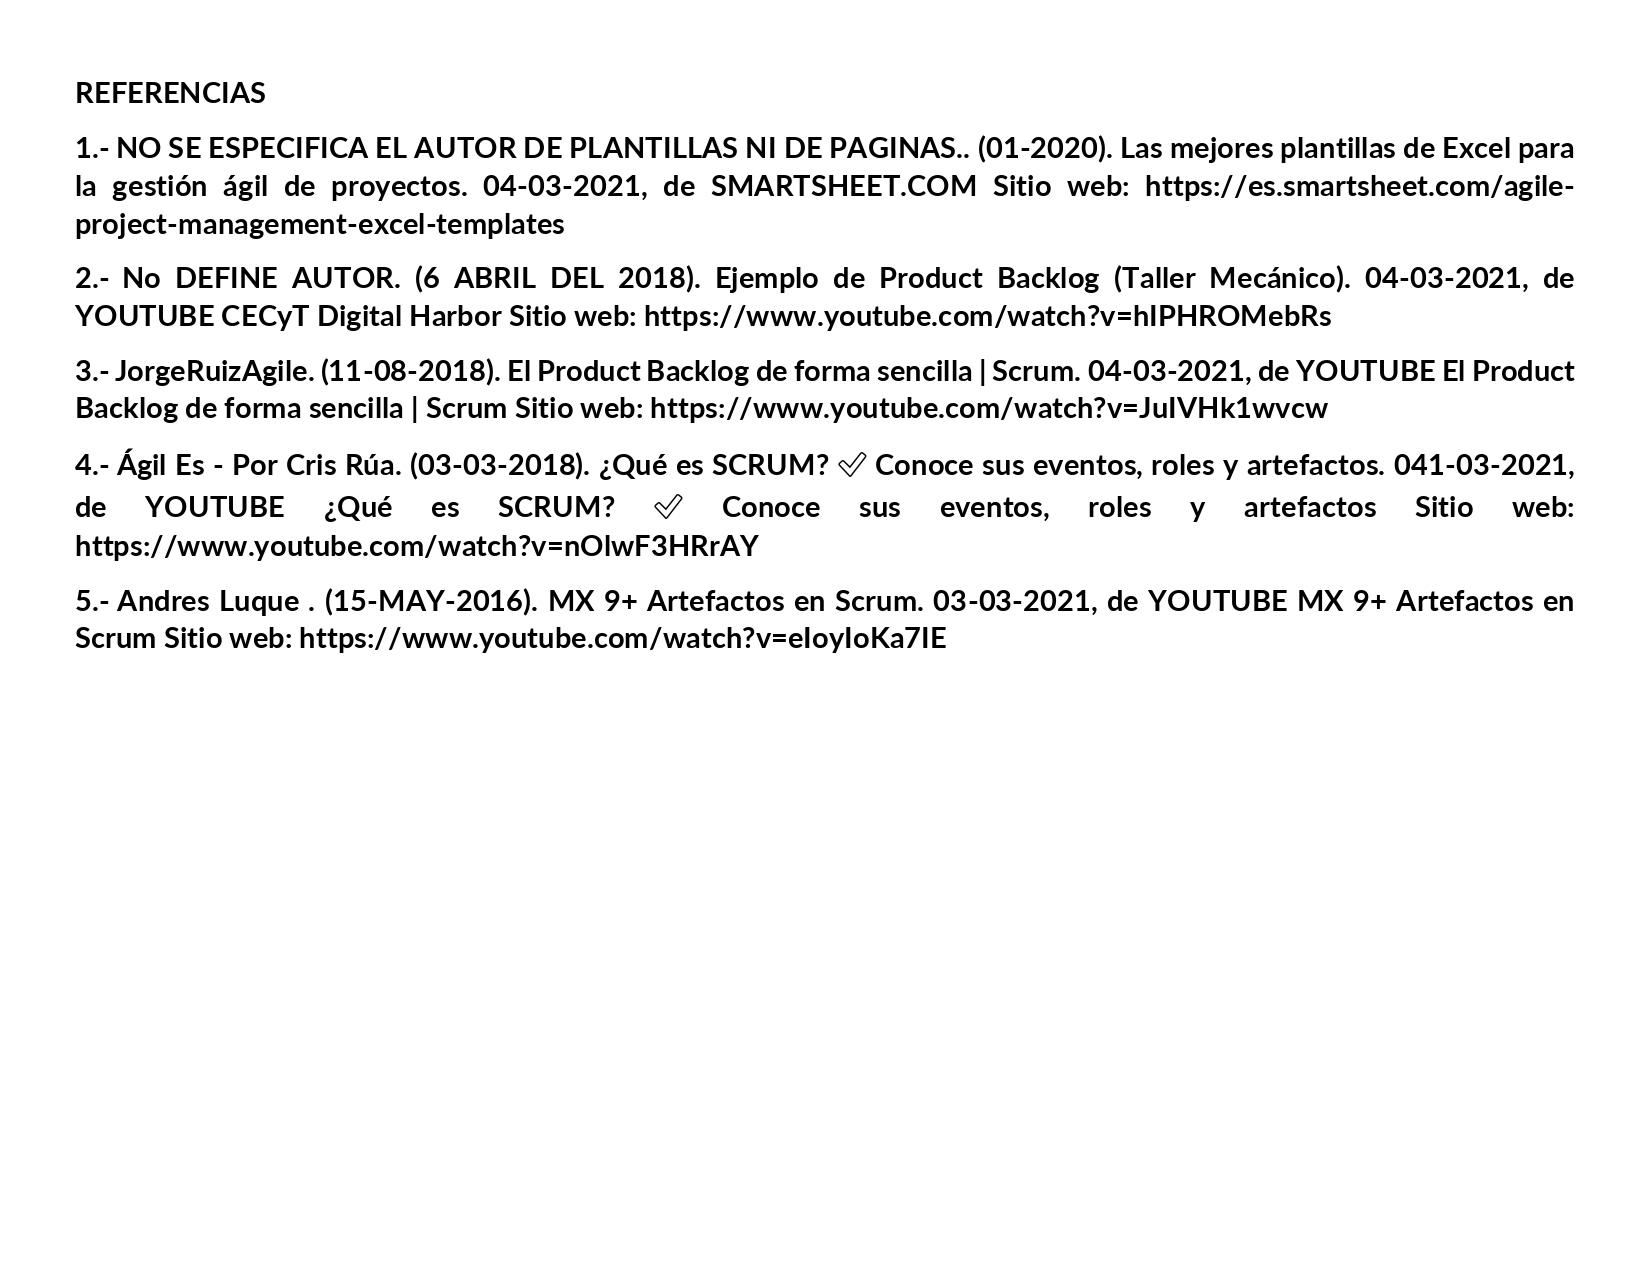 REFERENCIAS
1.- NO SE ESPECIFICA EL AUTOR DE PLANTILLAS NI DE PAGINAS.. (01-2020). Las mejores plantillas de Excel para
la gestión ágil de proyectos. 04-03-2021, de SMARTSHEET.COM Sitio web: https://es.smartsheet.com/agile-
project-management-excel-templates
2.- No DEFINE AUTOR. (6 ABRIL DEL 2018). Ejemplo de Product Backlog (Taller Mecánico). 04-03-2021, de
YOUTUBE CECyT Digital Harbor Sitio web: https://www.youtube.com/watch?v=hIPHROMebRs
3.- JorgeRuizAgile. (11-08-2018). El Product Backlog de forma sencilla | Scrum. 04-03-2021, de YOUTUBE El Product
Backlog de forma sencilla | Scrum Sitio web: https://www.youtube.com/watch?v=JuIVHk1wvcw
4.- Ágil Es - Por Cris Rúa. (03-03-2018). ¿Qué es SCRUM? ✅ Conoce sus eventos, roles y artefactos. 041-03-2021,
de YOUTUBE ¿Qué es SCRUM? ✅ Conoce sus eventos, roles y artefactos Sitio web:
https://www.youtube.com/watch?v=nOlwF3HRrAY
5.- Andres Luque . (15-MAY-2016). MX 9+ Artefactos en Scrum. 03-03-2021, de YOUTUBE MX 9+ Artefactos en
Scrum Sitio web: https://www.youtube.com/watch?v=eIoyIoKa7IE